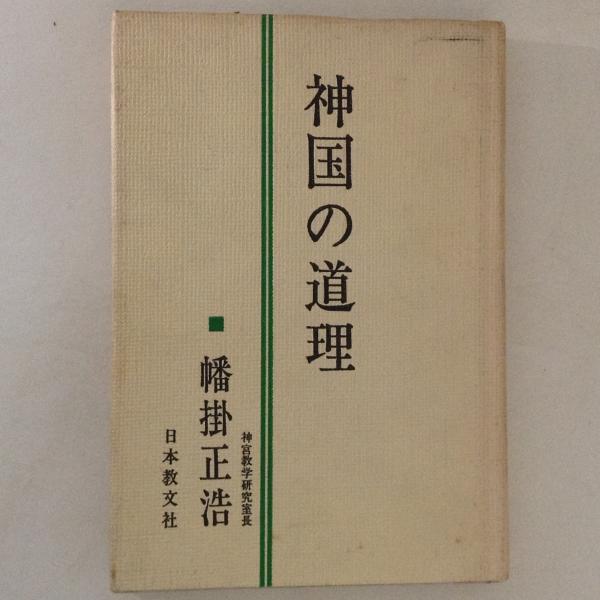 神国の道理
神宮教学研究室長
幡掛正浩
日本教文社